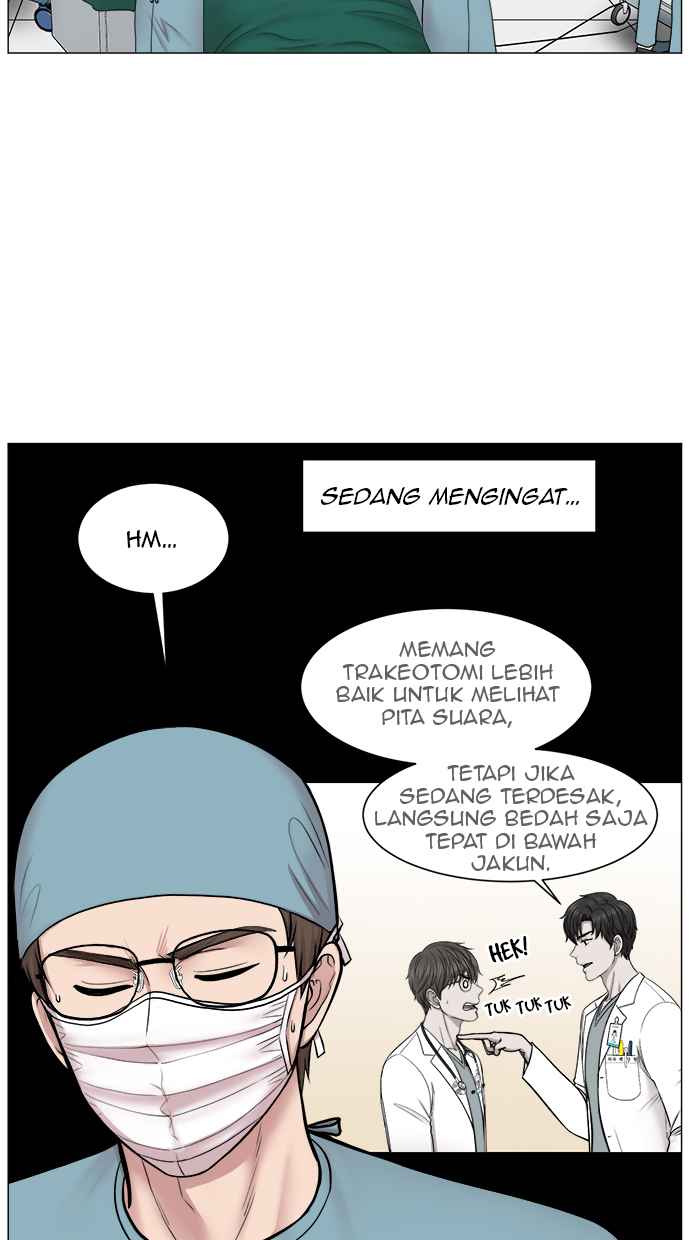 SEDANG MENGINGAT...
HM...
MEMANG
TRAKEOTOMI LEBIH
BAIK UNTUK MELIHAT
PITA SUARA,
TETAPI JIKA
SEDANG TERDESAK,
LANGSUNG BEDAH SAJA
TEPAT DI BAWAH
JAKUN.
HEK!
TUK TUK TUK